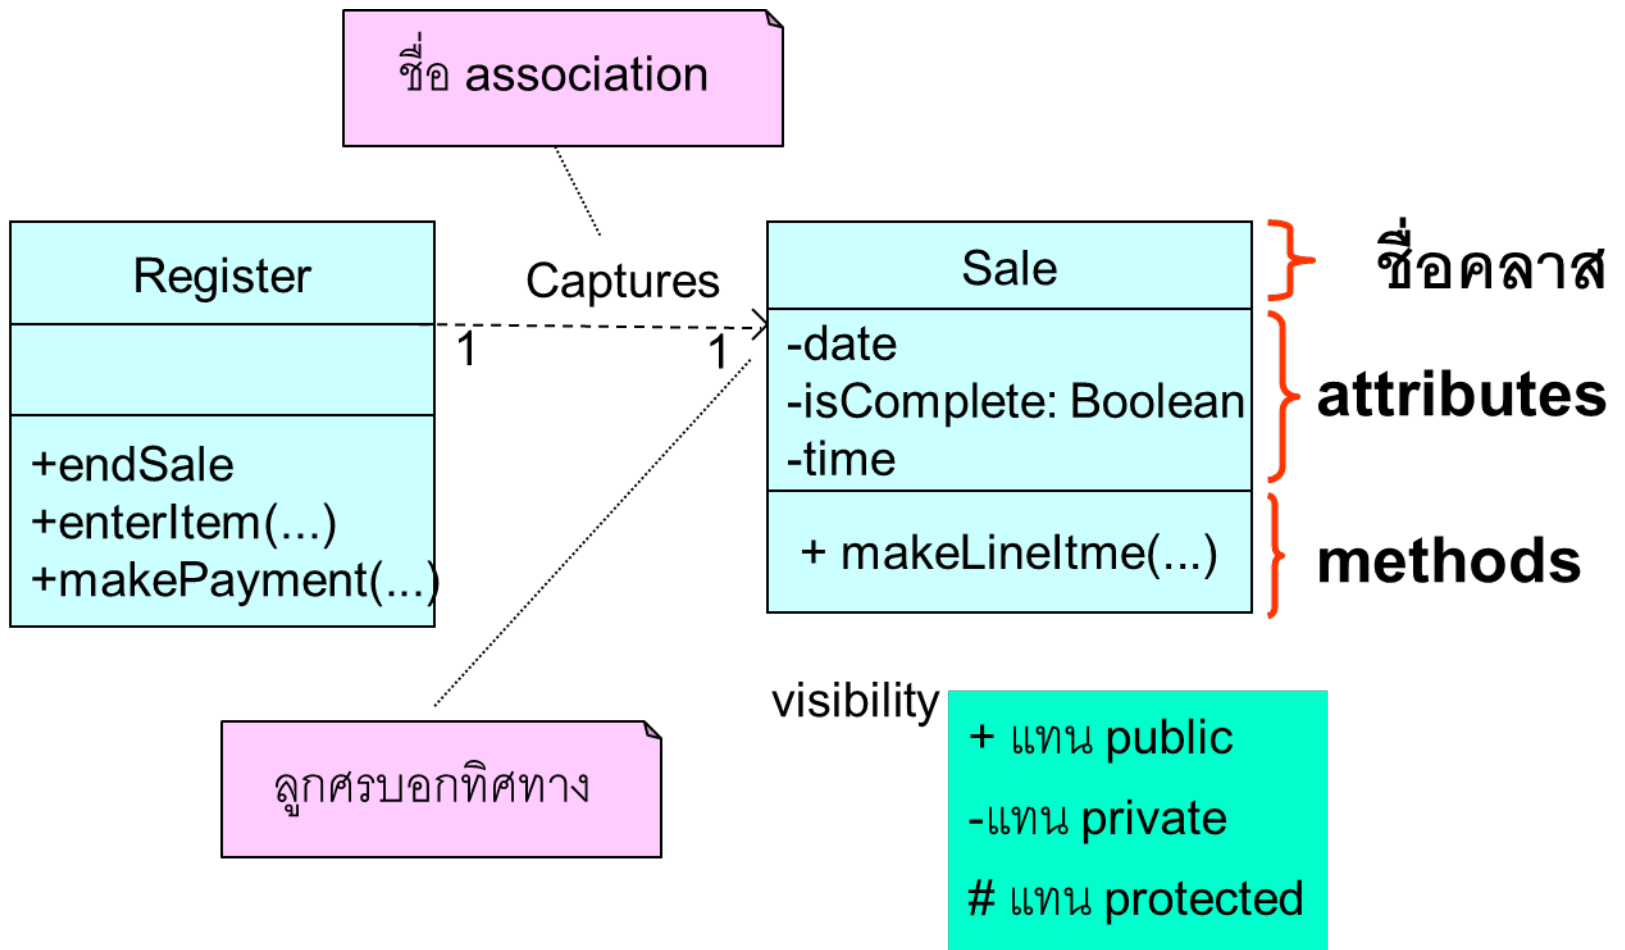 ชื่อ association
Register
Captures
1
1
+endSale
+enterItem(...)
+makePayment(...)
Sale
-date
-isComplete: Boolean
-time
+ makeLineItme(...)
ชื่อคลาส
attributes
methods
ลูกศรบอกทิศทาง
visibility
+ แทน public
-แทน private
# แทน protected